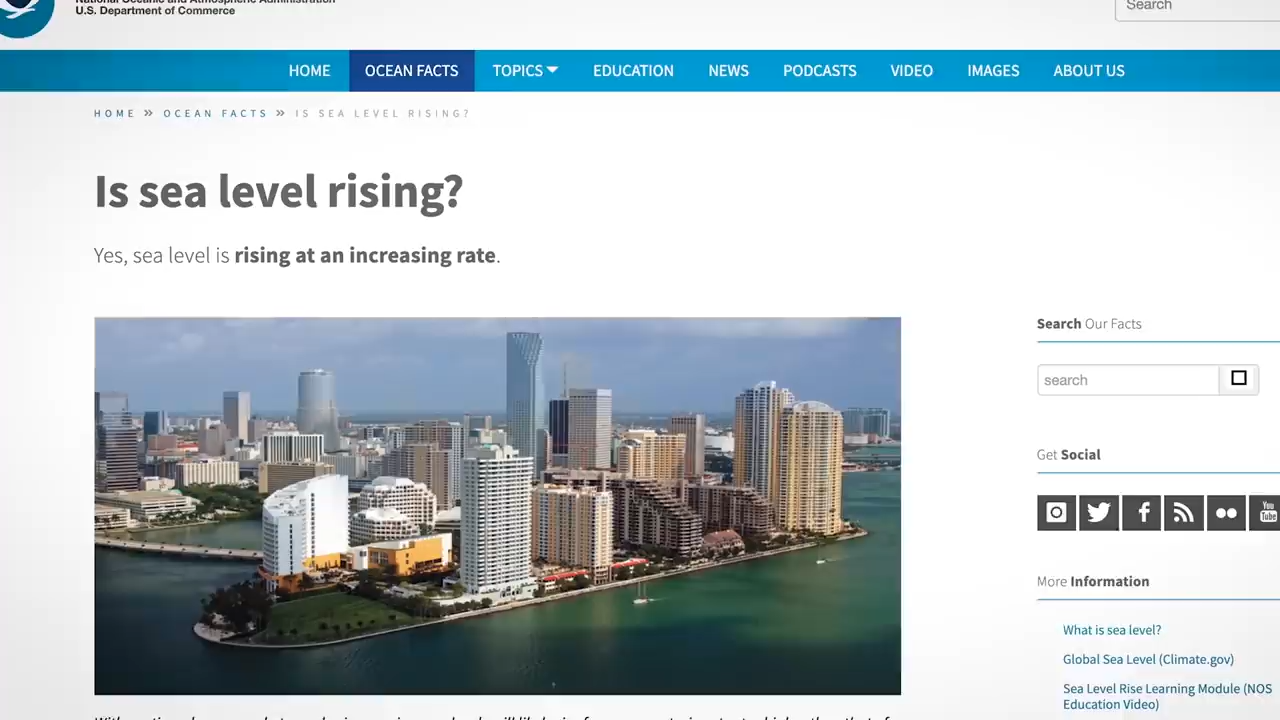 National Oceanic and Atmospheric Administration
U.S. Department of Commerce
Search
HOME
OCEAN FACTS
TOPICS
EDUCATION
NEWS
PODCASTS
VIDEO
IMAGES
ABOUT US
HOME » OCEAN FACTS » IS SEA LEVEL RISING?
Is sea level rising?
Yes, sea level is rising at an increasing rate.
Search Our Facts
search
Get Social
You
Tube
More Information
What is sea level?
Global Sea Level (Climate.gov)
Sea Level Rise Learning Module (NOS
Education Video)